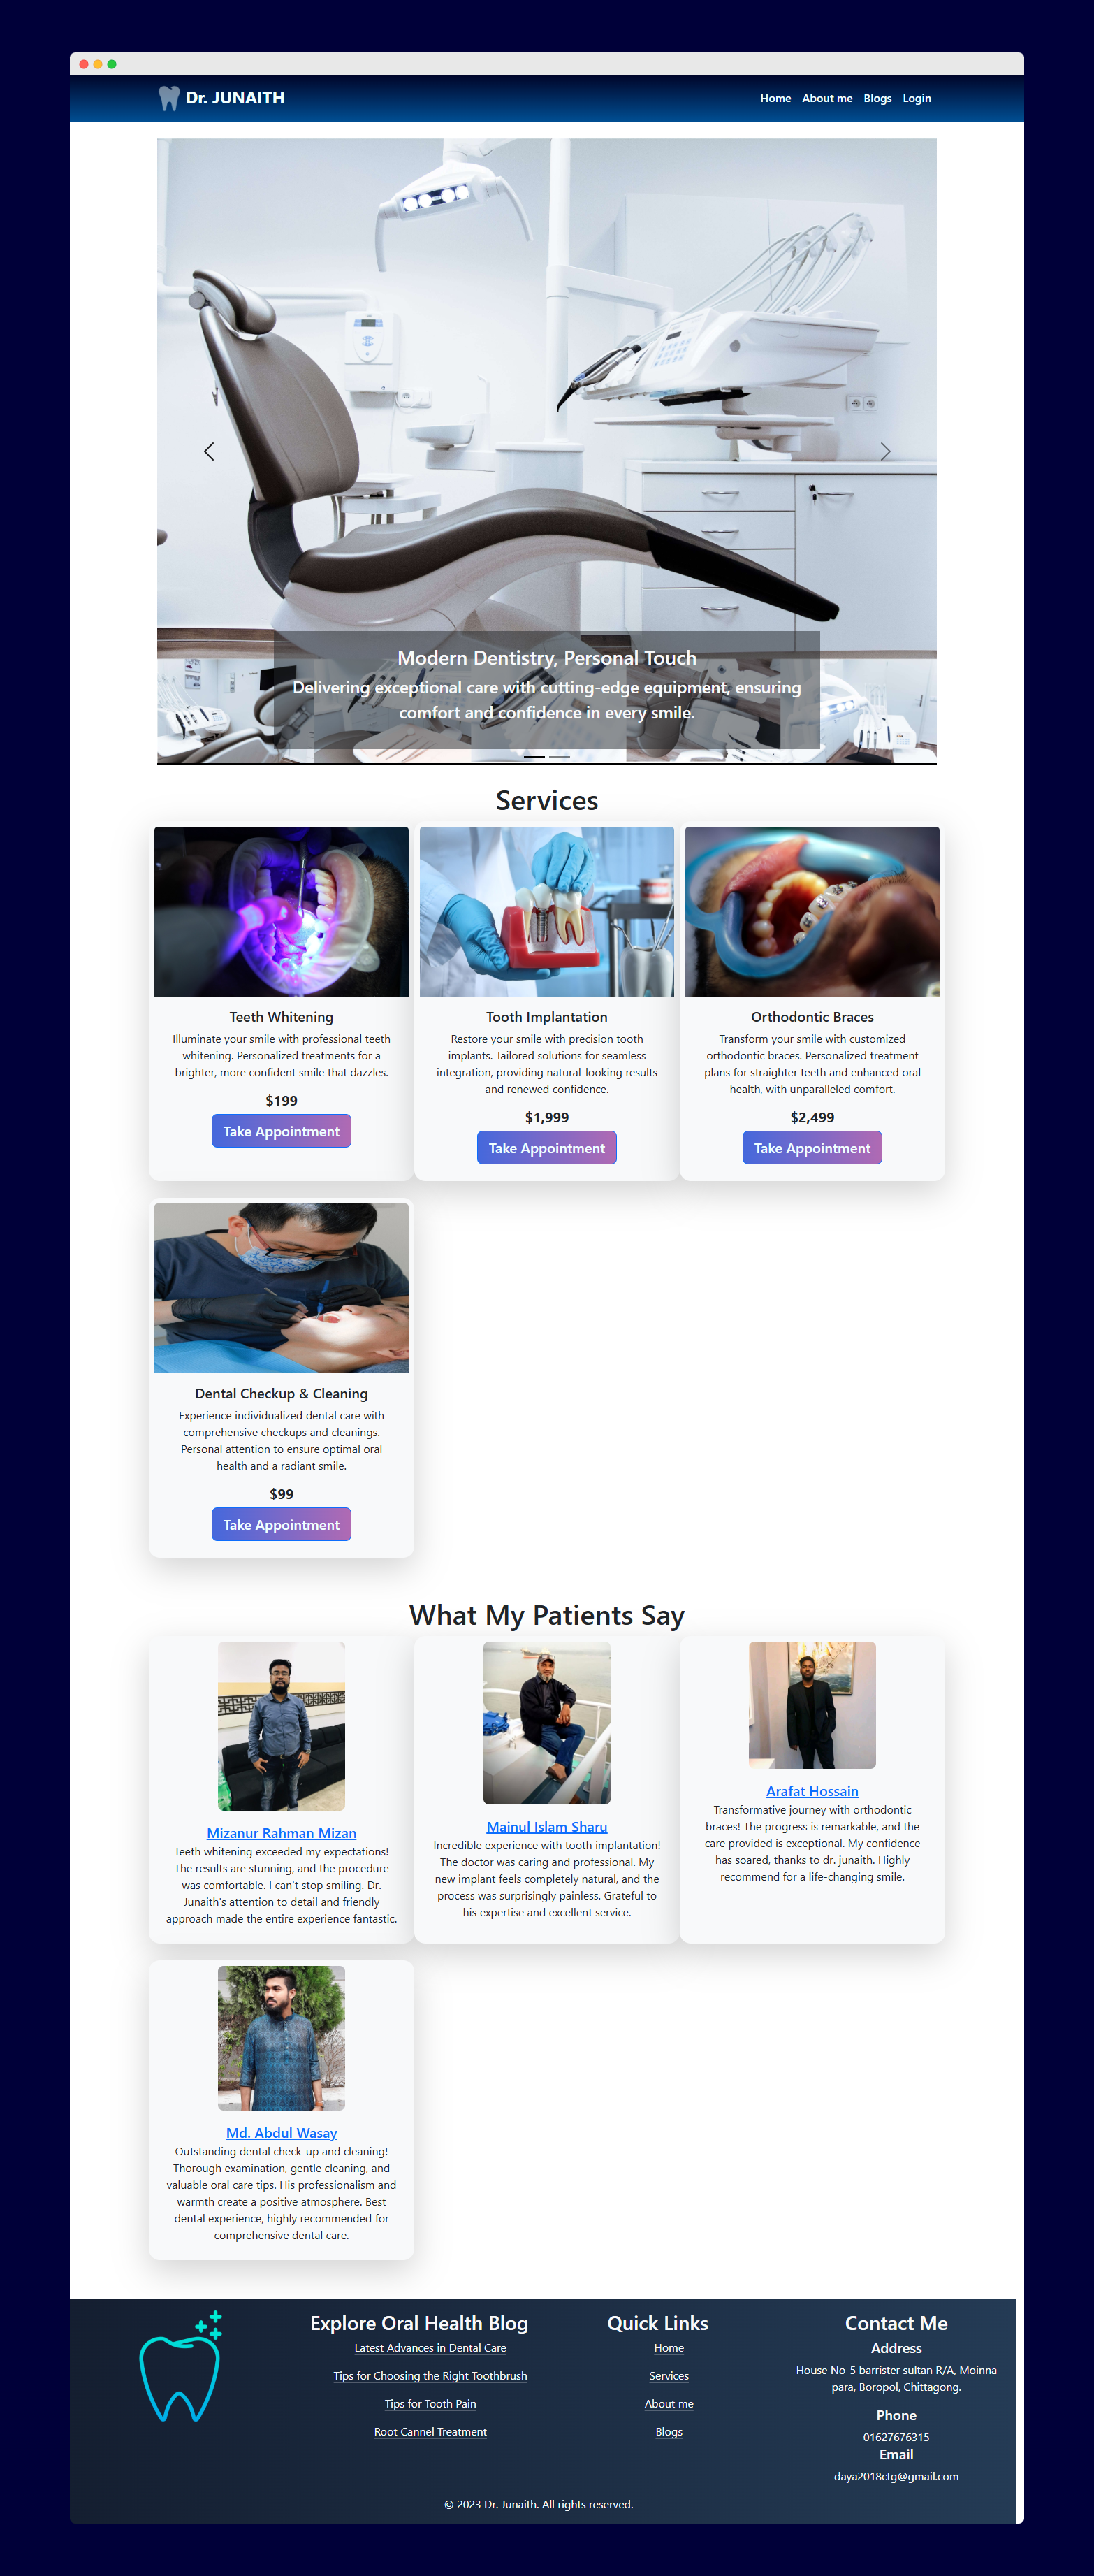 Dr. JUNAITH
Home About me Blogs Login
Modern Dentistry, Personal Touch
Delivering exceptional care with cutting-edge equipment, ensuring
comfort and confidence in every smile.
Services
Teeth Whitening
Illuminate your smile with professional teeth
whitening. Personalized treatments for a
brighter, more confident smile that dazzles.
$199
Take Appointment
Tooth Implantation
Restore your smile with precision tooth
implants. Tailored solutions for seamless
integration, providing natural-looking results
and renewed confidence.
$1,999
Take Appointment
Orthodontic Braces
Transform your smile with customized
orthodontic braces. Personalized treatment
plans for straighter teeth and enhanced oral
health, with unparalleled comfort.
$2,499
Take Appointment
Dental Checkup & Cleaning
Experience individualized dental care with
comprehensive checkups and cleanings.
Personal attention to ensure optimal oral
health and a radiant smile.
$99
Take Appointment
What My Patients Say
Mizanur Rahman Mizan
Teeth whitening exceeded my expectations!
The results are stunning, and the procedure
was comfortable. I can't stop smiling. Dr.
Junaith's attention to detail and friendly
approach made the entire experience fantastic.
Mainul Islam Sharu
Incredible experience with tooth implantation!
The doctor was caring and professional. My
new implant feels completely natural, and the
process was surprisingly painless. Grateful to
his expertise and excellent service.
Arafat Hossain
Transformative journey with orthodontic
braces! The progress is remarkable, and the
care provided is exceptional. My confidence
has soared, thanks to dr. junaith. Highly
recommend for a life-changing smile.
Md. Abdul Wasay
Outstanding dental check-up and cleaning!
Thorough examination, gentle cleaning, and
valuable oral care tips. His professionalism and
warmth create a positive atmosphere. Best
dental experience, highly recommended for
comprehensive dental care.
Explore Oral Health Blog
Latest Advances in Dental Care
Tips for Choosing the Right Toothbrush
Tips for Tooth Pain
Root Cannel Treatment
Quick Links
Home
Services
About me
Blogs
Contact Me
Address
House No-5 barrister sultan R/A, Moinna
para, Boropol, Chittagong.
Phone
01627676315
Email
daya2018ctg@gmail.com
© 2023 Dr. Junaith. All rights reserved.